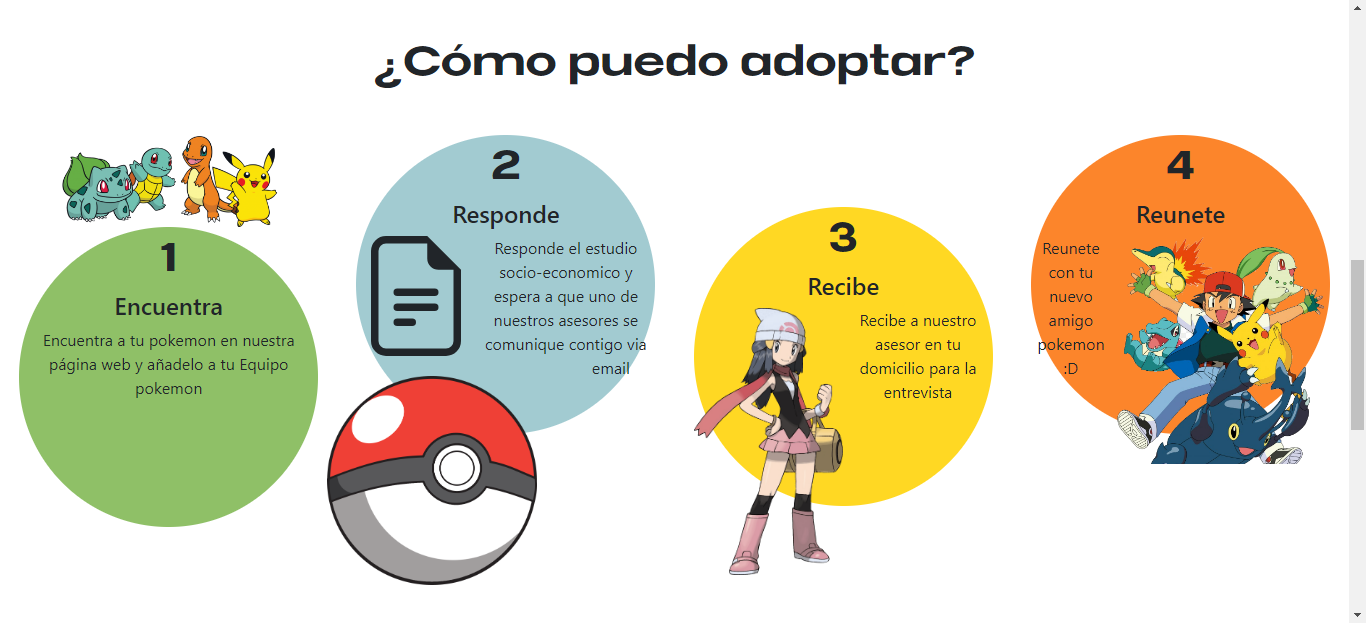 ¿Cómo puedo adoptar?
1
Encuentra
Encuentra a tu pokemon en nuestra
página web y añadelo a tu Equipo
pokemon
2
Responde
Responde el estudio
socio-economico y
espera a que uno de
nuestros asesores se
comunique contigo via
email
3
Recibe
Recibe a nuestro
asesor en tu
domicilio para la
entrevista
4
Reunete
Reunete
con tu
nuevo
amigo
pokemon
:D